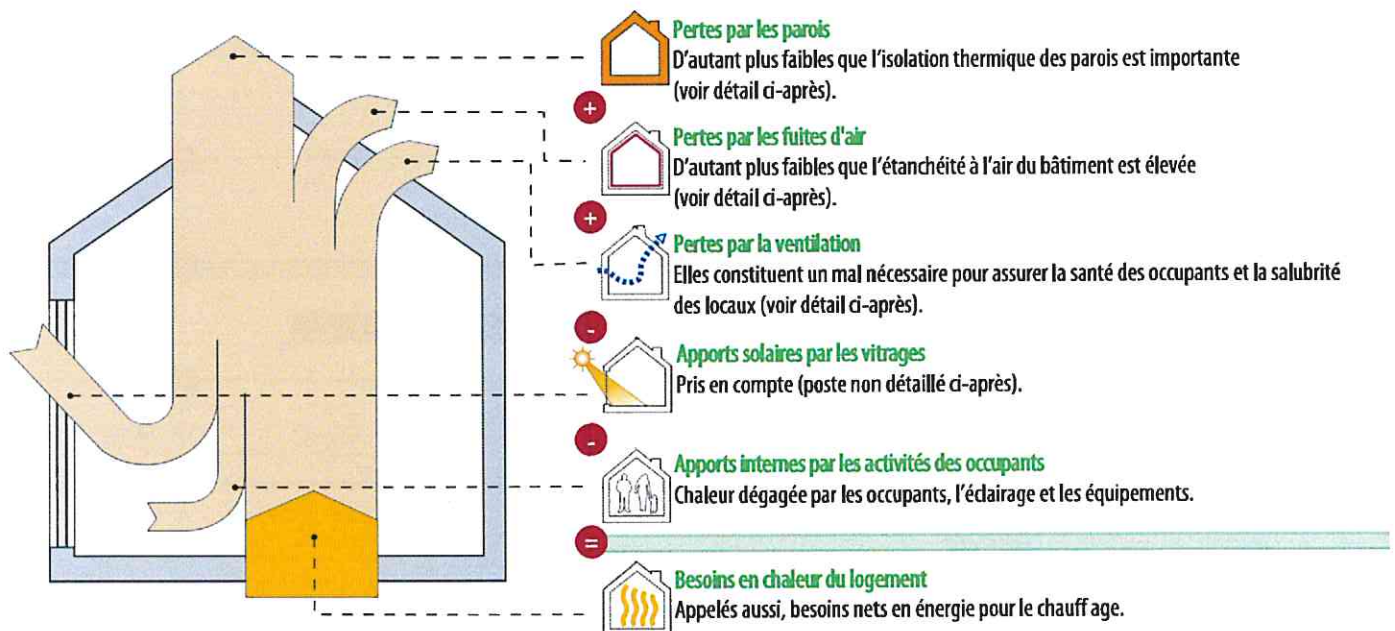 Pertes par les parois
D'autant plus faibles que l'isolation thermique des parois est importante
(voir détail ci-après).
+
Pertes par les fuites d'air
D'autant plus faibles que l'étanchéité à l'air du bâtiment est élevée
(voir détail ci-après).
+
Pertes par la ventilation
Elles constituent un mal nécessaire pour assurer la santé des occupants et la salubrité
des locaux (voir détail ci-après).
-
Apports solaires par les vitrages
Pris en compte (poste non détaillé ci-après).
-
Apports internes par les activités des occupants
Chaleur dégagée par les occupants, l'éclairage et les équipements.
=
Besoins en chaleur du logement
Appelés aussi, besoins nets en énergie pour le chauff age.